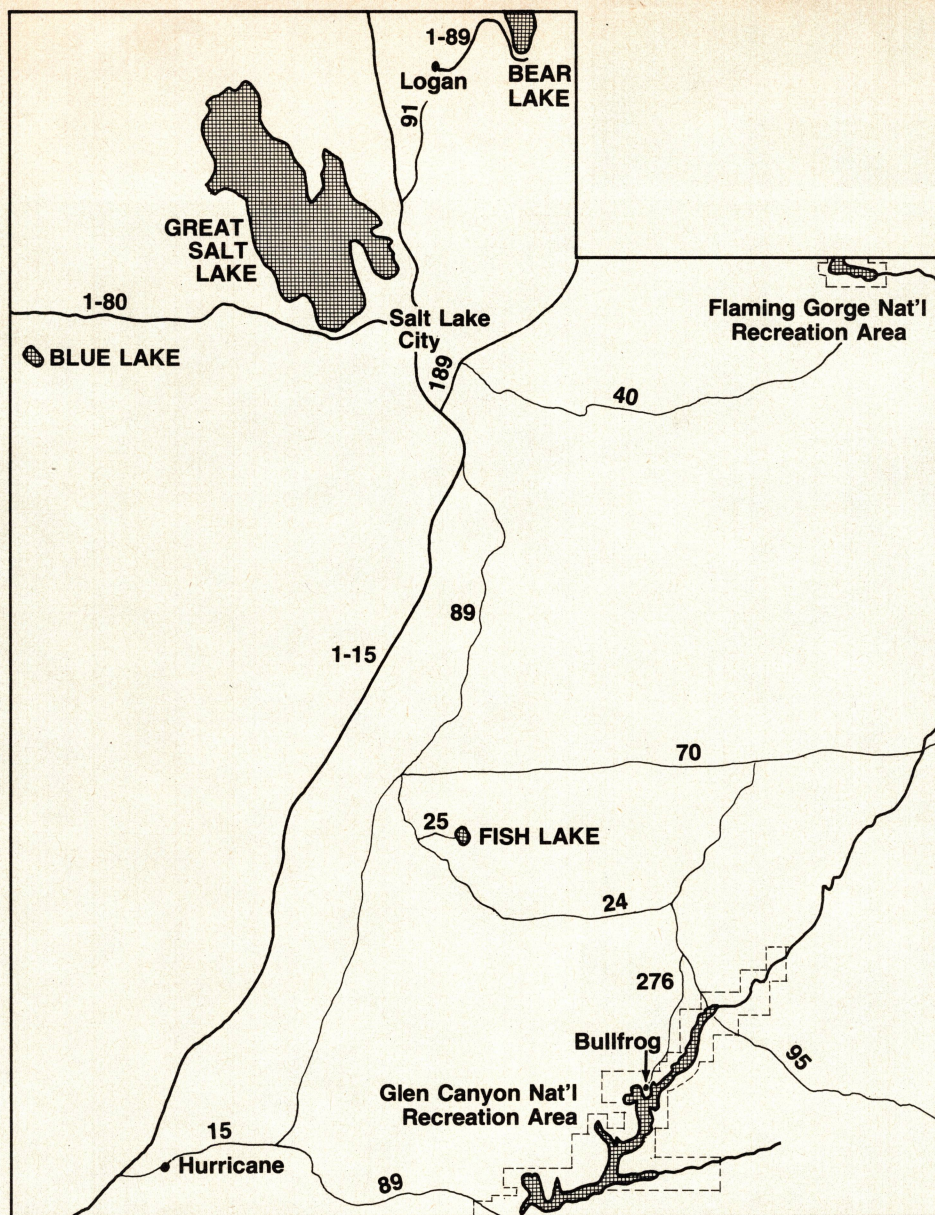 1-89
Logan
BEAR
LAKE
91
GREAT
SALT
LAKE
1-80
Salt Lake
City
Flaming Gorge Nat'l
Recreation Area
BLUE LAKE
189
40
89
1-15
70
25
FISH LAKE
24
276
Bullfrog
95
Glen Canyon Nat'l
Recreation Area
15
Hurricane
89